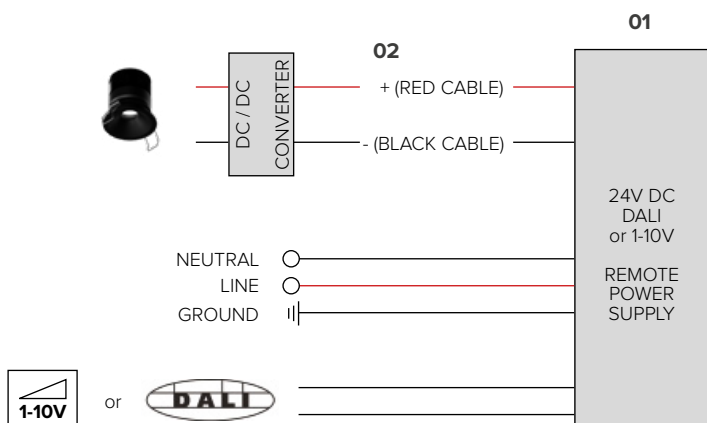 01
02
+ (RED CABLE)
DC / DC
CONVERTER
- (BLACK CABLE)
24V DC
DALI
or 1-10V
REMOTE
POWER
SUPPLY
NEUTRAL
LINE
GROUND
1-10V
or
DALI